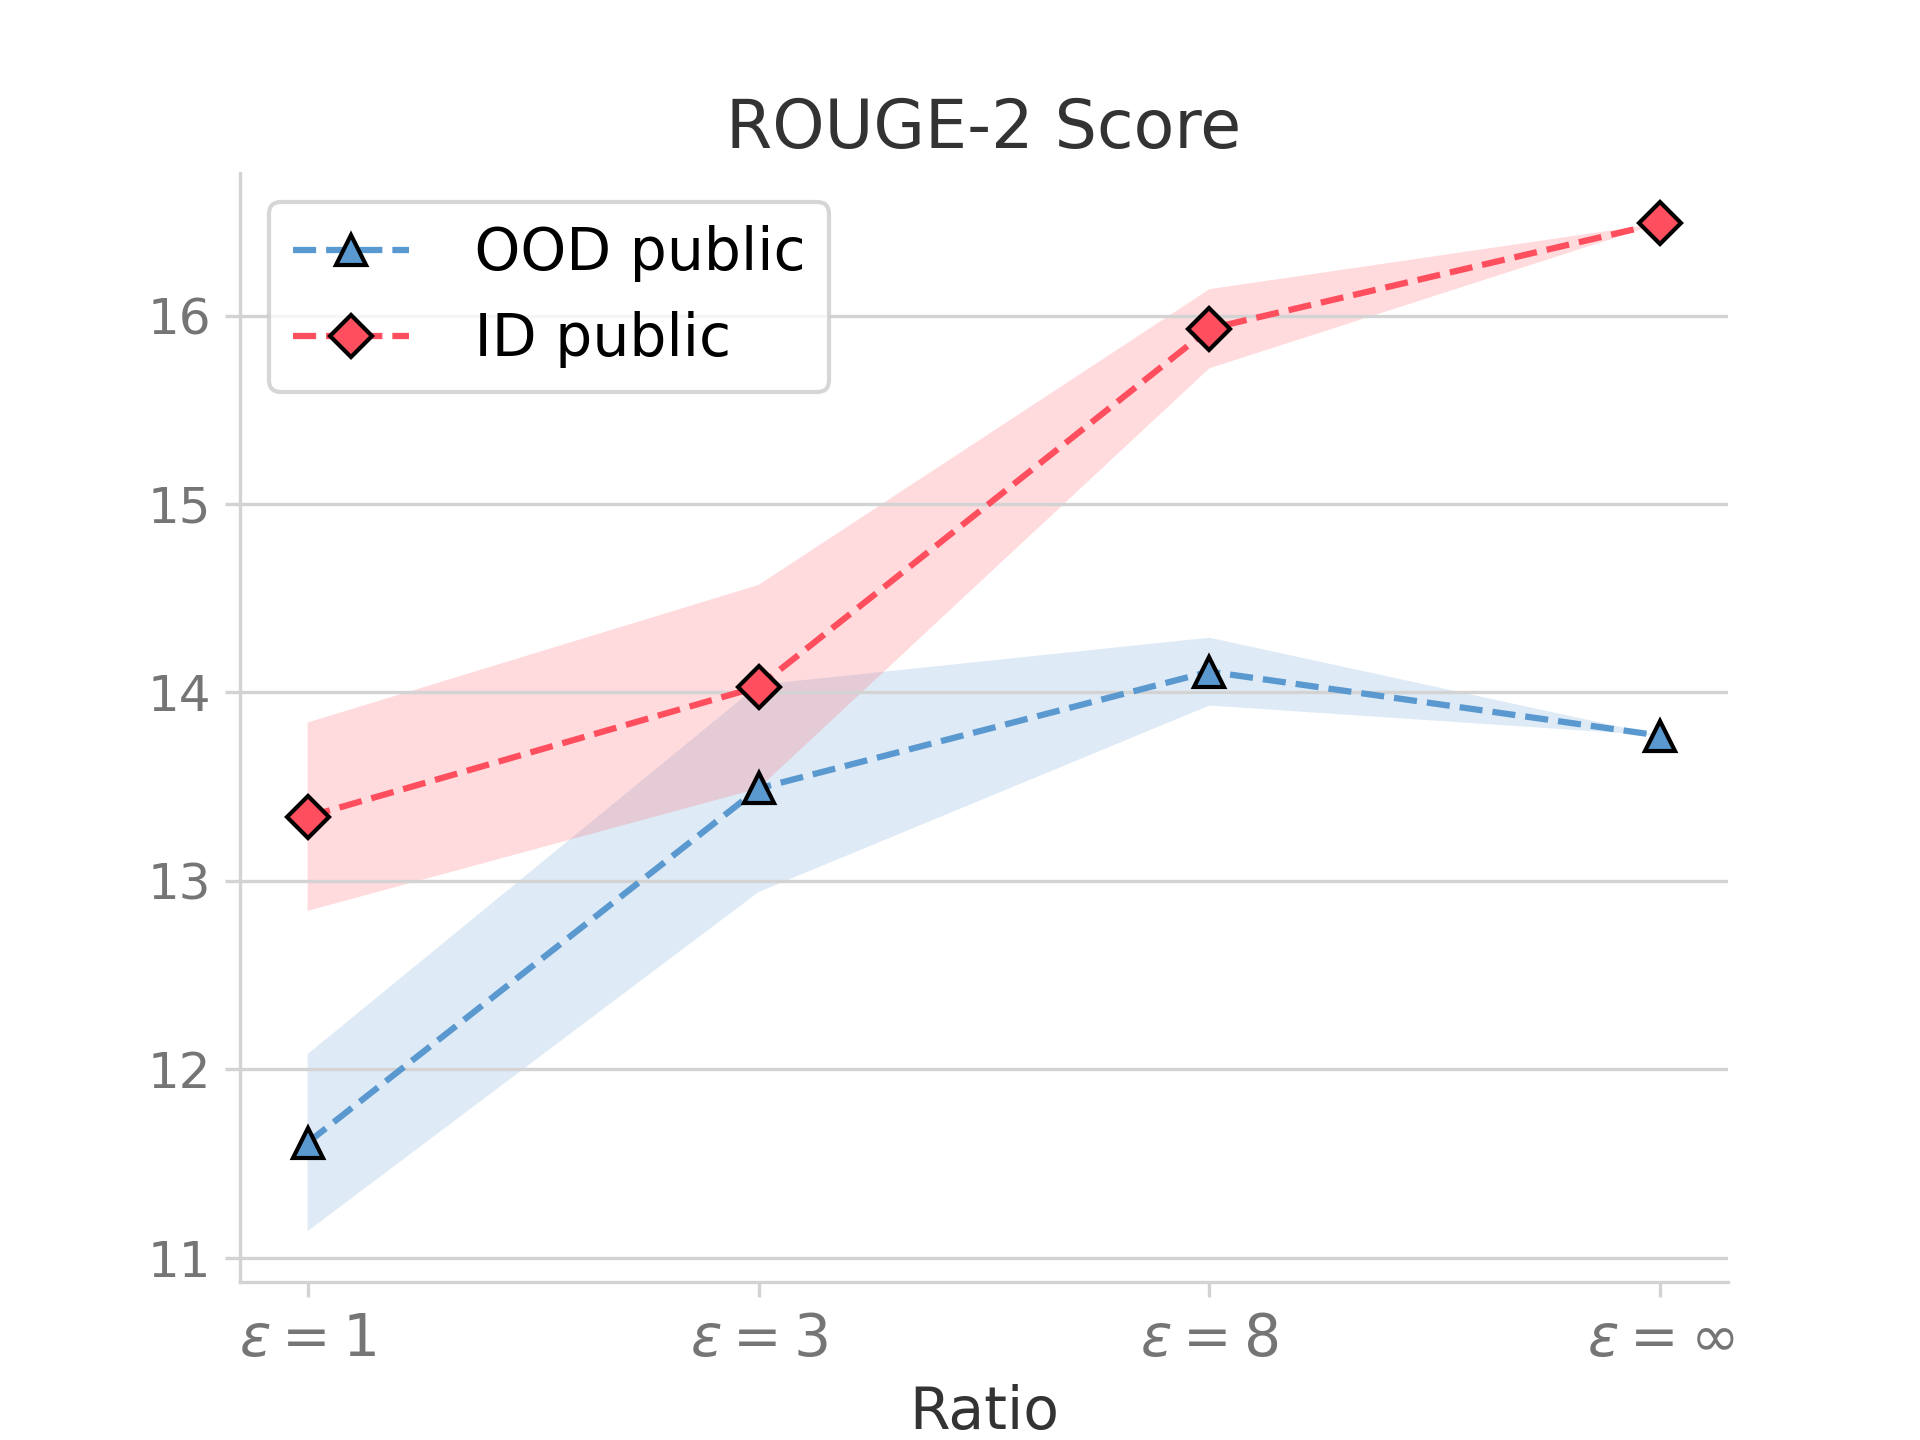 ROUGE-2 Score
OOD public
ID public
16
15
14
13
12
11
ε = 1
ε = 3
ε = 8
ε = ∞
Ratio